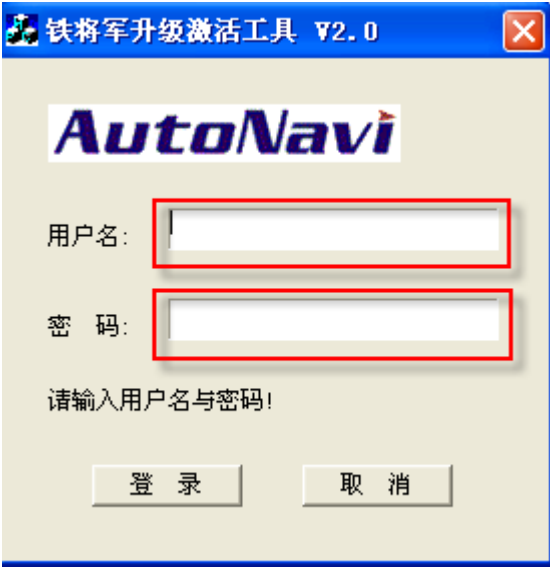 铁将军升级激活工具 V2.0
AutoNavi
用户名:
密 码:
请输入用户名与密码!
登 录 取 消